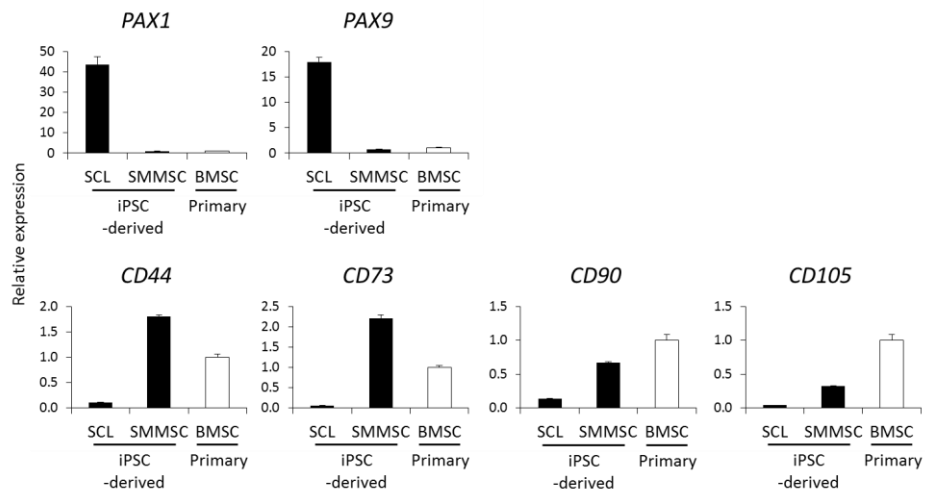 PAX1
PAX9
50
40
30
20
10
0
20
15
10
5
0
SCL SMMSC BMSC
iPSC
-derived
Primary
SCL SMMSC BMSC
iPSC
-derived
Primary
Relative expression
CD44
CD73
CD90
CD105
2.0
1.5
1.0
0.5
0.0
2.5
2.0
1.5
1.0
0.5
0.0
1.5
1.0
0.5
0.0
1.5
1.0
0.5
0.0
SCL SMMSC BMSC
iPSC
-derived
Primary
SCL SMMSC BMSC
iPSC
-derived
Primary
SCL SMMSC BMSC
iPSC
-derived
Primary
SCL SMMSC BMSC
iPSC
-derived
Primary